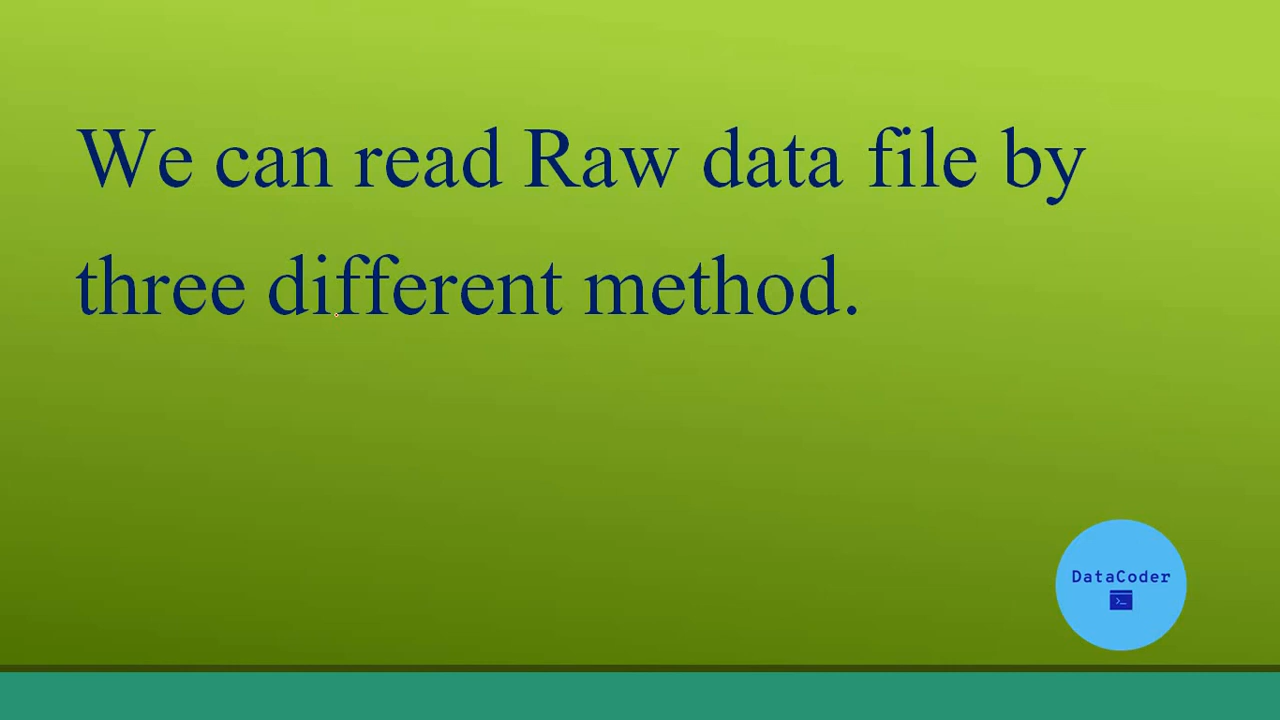 We can read Raw data file by
three different method.
DataCoder
>_